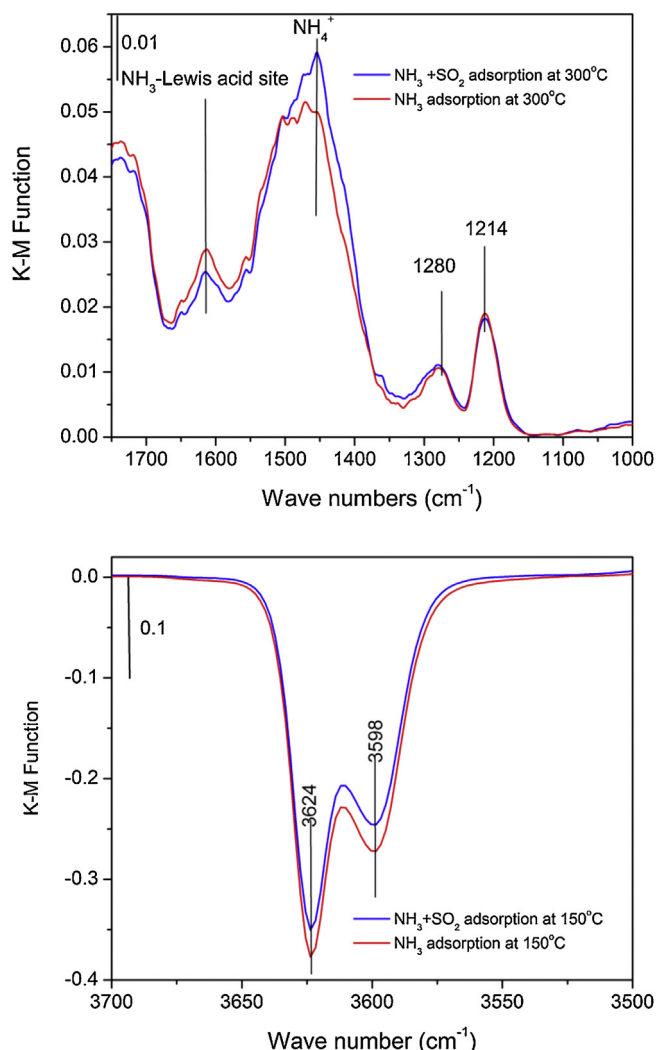 0.06
0.05
0.04
0.03
0.02
0.01
0.00
K-M Function
0.01
NH₃-Lewis acid site
NH₄⁺
NH₃ +SO₂ adsorption at 300°C
NH₃ adsorption at 300°C
1280
1214
1700 1600 1500 1400 1300 1200 1100 1000
Wave numbers (cm⁻¹)
0.0
-0.1
-0.2
-0.3
-0.4
K-M Function
0.1
3624
3598
NH₃+SO₂ adsorption at 150°C
NH₃ adsorption at 150°C
3700 3650 3600 3550 3500
Wave number (cm⁻¹)